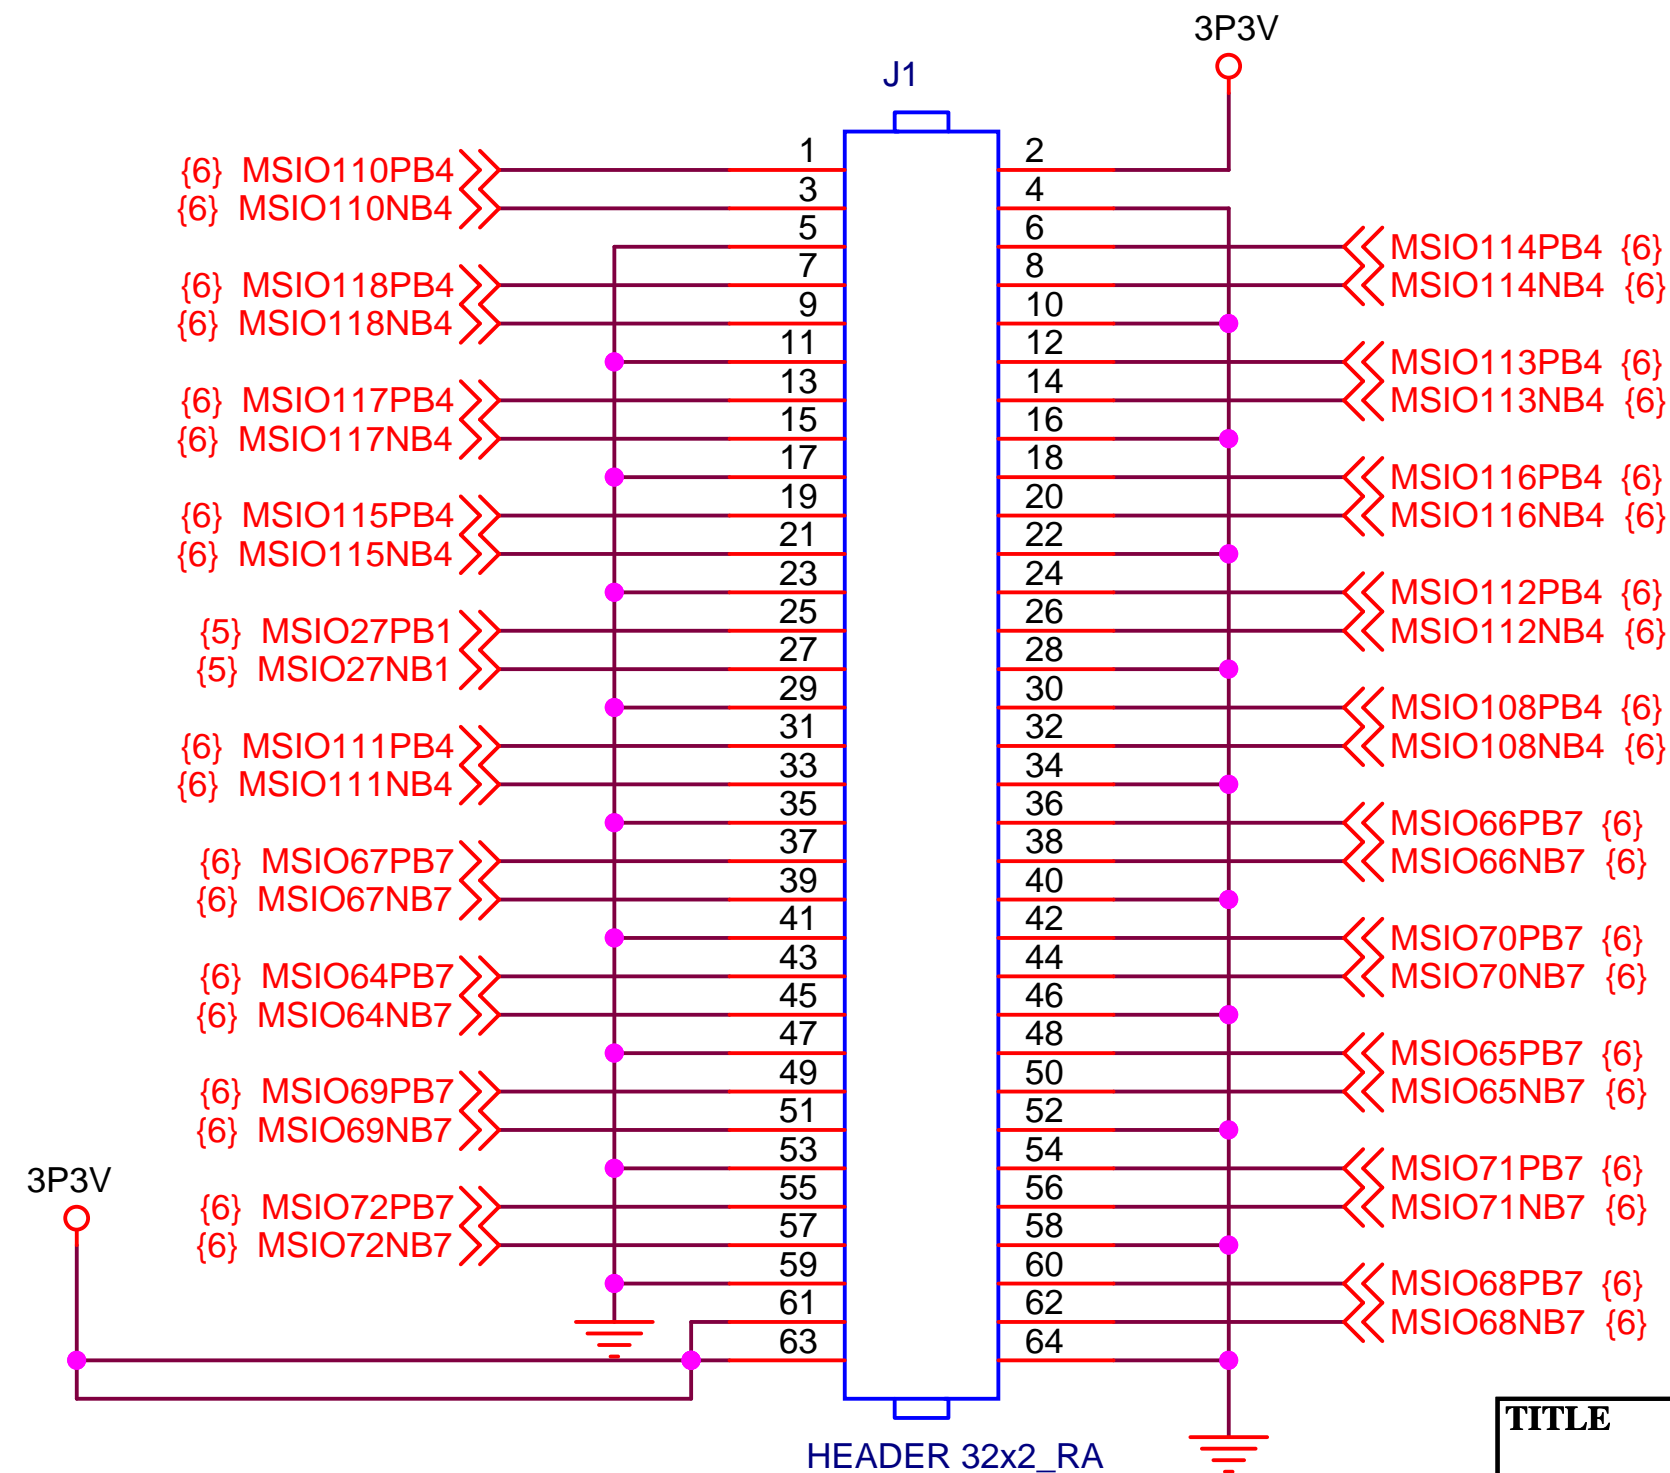 3P3V
J1
1 2
{6} MSIO110PB4
3 4
{6} MSIO110NB4
5 6
MSIO114PB4 {6}
7 8
{6} MSIO118PB4 MSIO114NB4 {6}
9 10
{6} MSIO118NB4
11 12
MSIO113PB4 {6}
13 14
{6} MSIO117PB4 MSIO113NB4 {6}
15 16
{6} MSIO117NB4
17 18
MSIO116PB4 {6}
19 20
{6} MSIO115PB4 MSIO116NB4 {6}
21 22
{6} MSIO115NB4
23 24
MSIO112PB4 {6}
25 26
{5} MSIO27PB1 MSIO112NB4 {6}
27 28
{5} MSIO27NB1
29 30
MSIO108PB4 {6}
31 32
{6} MSIO111PB4 MSIO108NB4 {6}
33 34
{6} MSIO111NB4
35 36
MSIO66PB7 {6}
37 38
{6} MSIO67PB7 MSIO66NB7 {6}
39 40
{6} MSIO67NB7
41 42
MSIO70PB7 {6}
43 44
{6} MSIO64PB7 MSIO70NB7 {6}
45 46
{6} MSIO64NB7
47 48
MSIO65PB7 {6}
49 50
{6} MSIO69PB7 MSIO65NB7 {6}
51 52
{6} MSIO69NB7
53 54
3P3V MSIO71PB7 {6}
55 56
{6} MSIO72PB7 MSIO71NB7 {6}
57 58
{6} MSIO72NB7
59 60
MSIO68PB7 {6}
61 62
MSIO68NB7 {6}
63 64
TITLE
HEADER 32x2_RA